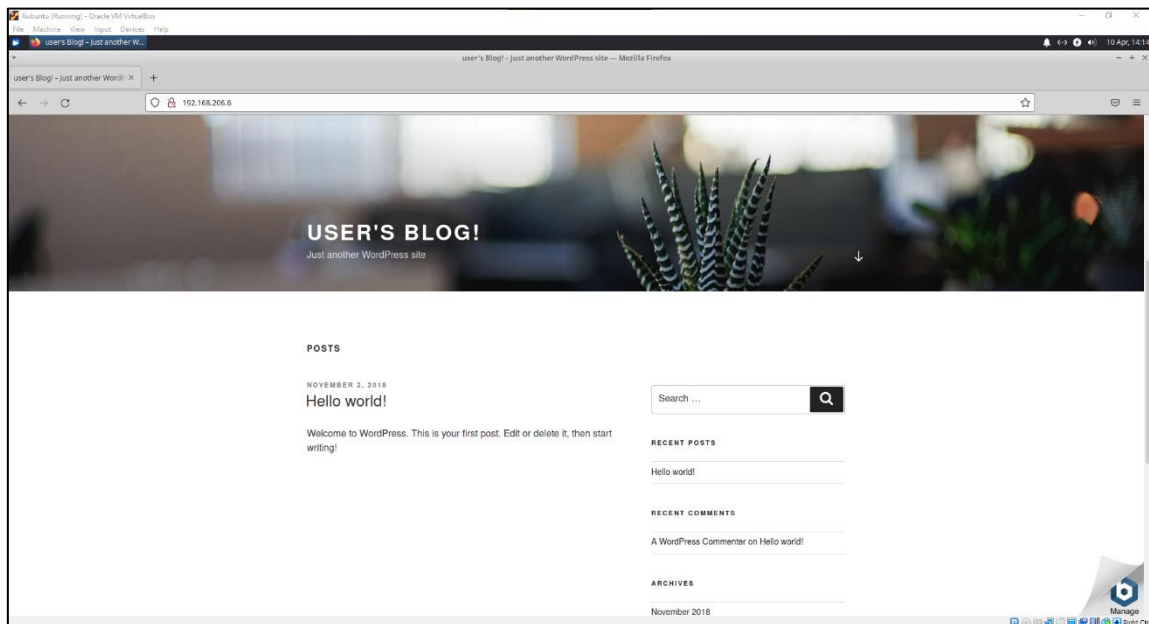 Xubuntu [Running] - Oracle VM VirtualBox
File Machine View Input Devices Help
user's Blog! – Just another W...
10 Apr, 14:14
user's Blog! – Just another WordPress site — Mozilla Firefox
user's Blog! – Just another WordPr
192.168.206.6
USER'S BLOG!
Just another WordPress site
POSTS
NOVEMBER 2, 2018
Hello world!
Welcome to WordPress. This is your first post. Edit or delete it, then start
writing!
Search ...
RECENT POSTS
Hello world!
RECENT COMMENTS
A WordPress Commenter on Hello world!
ARCHIVES
November 2018
Manage
Right Ctrl